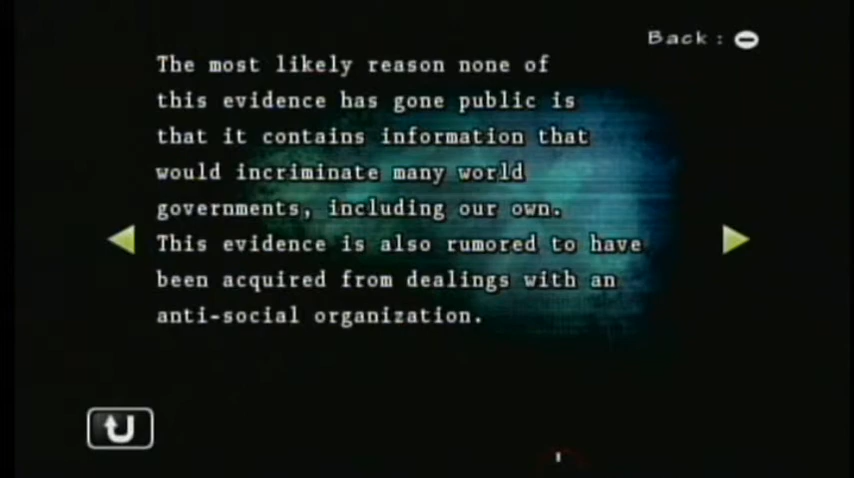 Back :
The most likely reason none of
this evidence has gone public is
that it contains information that
would incriminate many world
governments, including our own.
This evidence is also rumored to have
been acquired from dealings with an
anti-social organization.